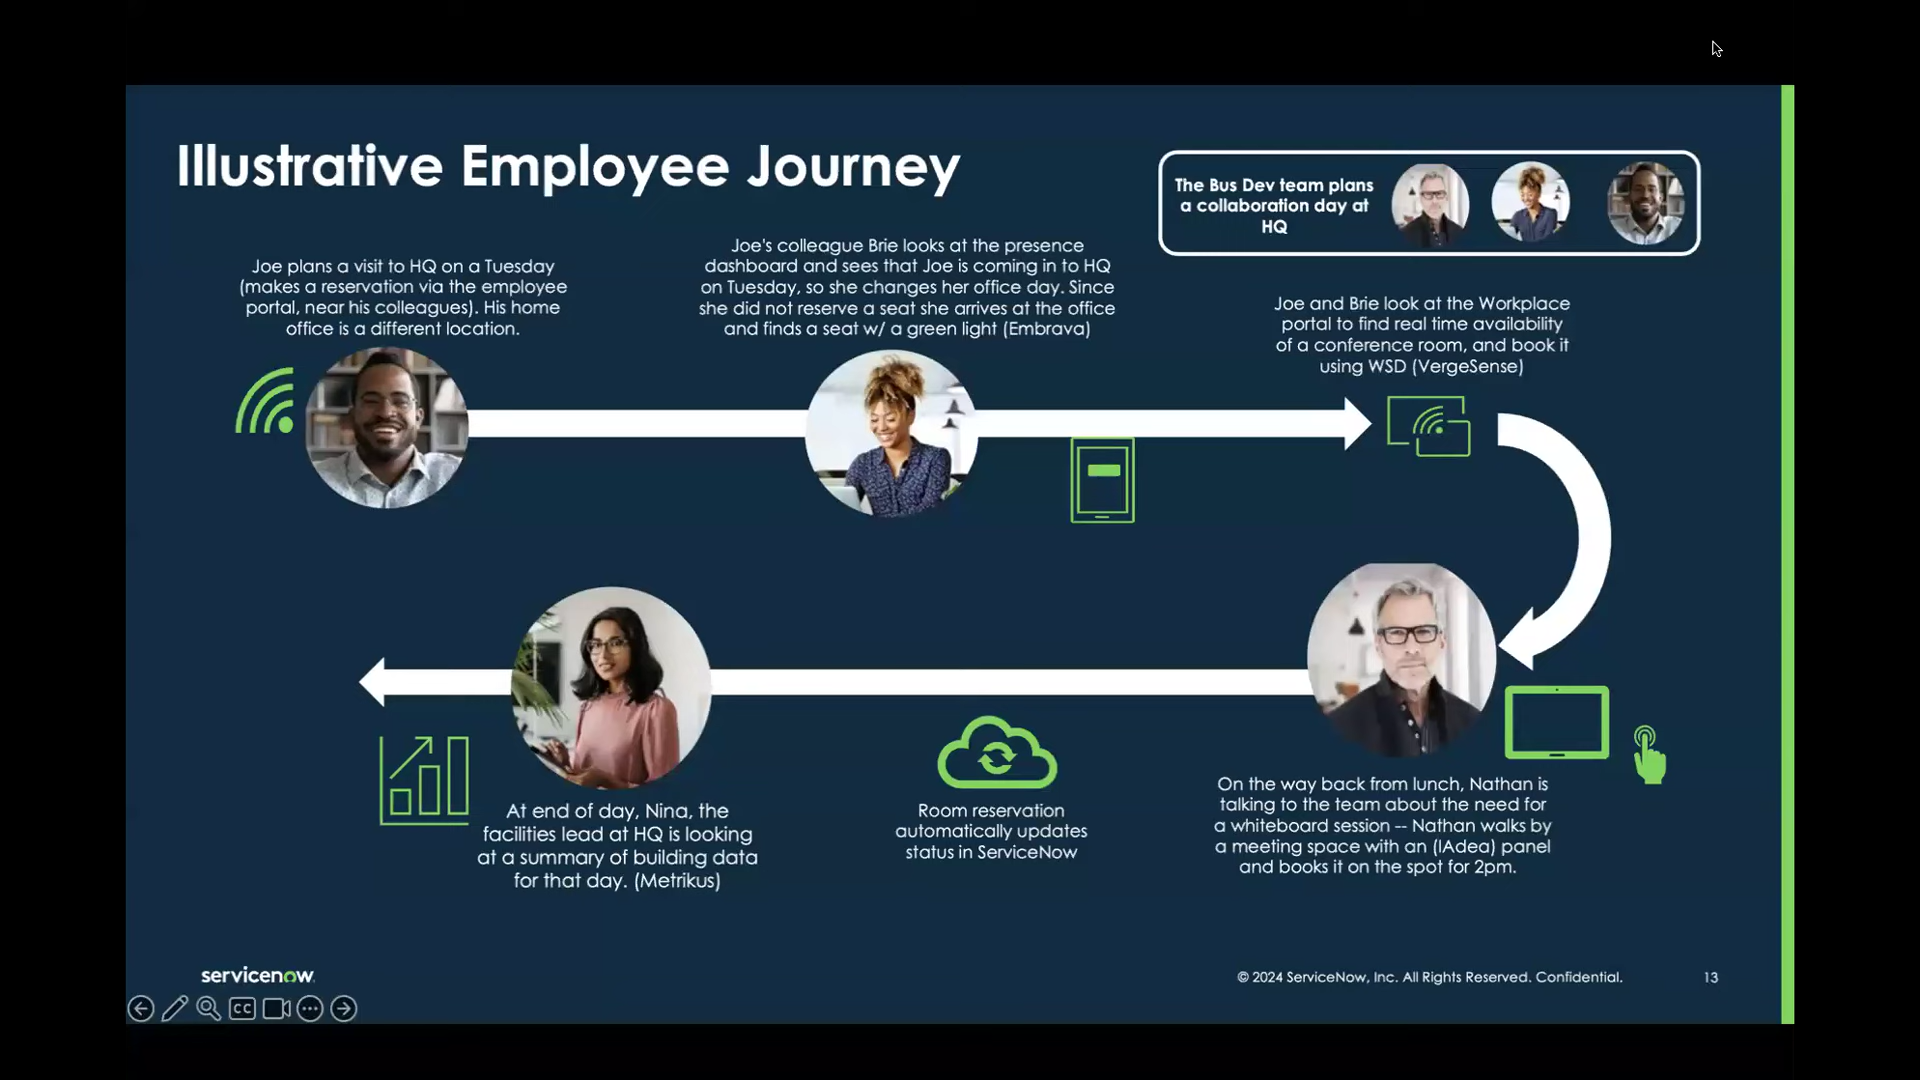 Illustrative Employee Journey
The Bus Dev team plans
a collaboration day at
HQ
Joe plans a visit to HQ on a Tuesday
(makes a reservation via the employee
portal, near his colleagues). His home
office is a different location.
Joe's colleague Brie looks at the presence
dashboard and sees that Joe is coming in to HQ
on Tuesday, so she changes her office day. Since
she did not reserve a seat she arrives at the office
and finds a seat w/ a green light (Embrava)
Joe and Brie look at the Workplace
portal to find real time availability
of a conference room, and book it
using WSD (VergeSense)
On the way back from lunch, Nathan is
talking to the team about the need for
a whiteboard session -- Nathan walks by
a meeting space with an (IAdea) panel
and books it on the spot for 2pm.
Room reservation
automatically updates
status in ServiceNow
At end of day, Nina, the
facilities lead at HQ is looking
at a summary of building data
for that day. (Metrikus)
servicenow
© 2024 ServiceNow, Inc. All Rights Reserved. Confidential.
13
CC